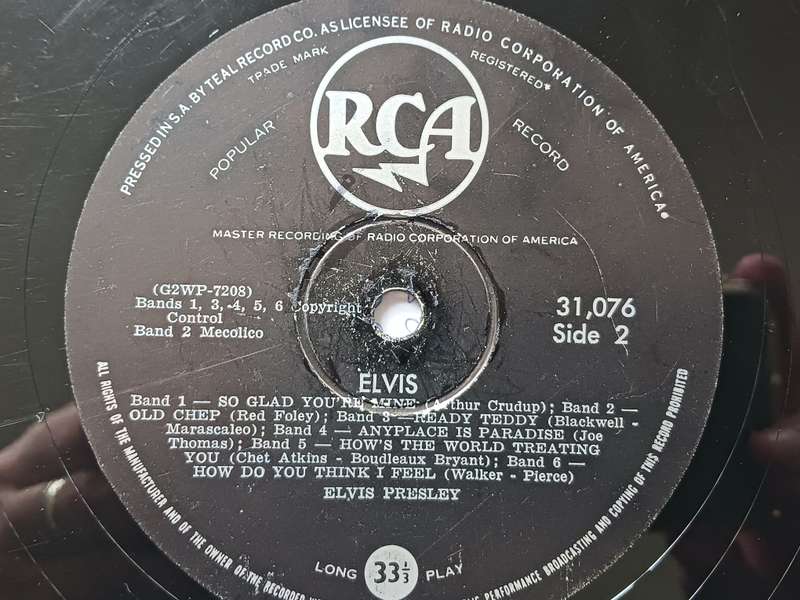 PRESSED IN S.A. BY TEAL RECORD CO. AS LICENSEE OF RADIO CORPORATION OF AMERICA
TRADE MARK REGISTERED
POPULAR RECORD
RCA
MASTER RECORDING OF RADIO CORPORATION OF AMERICA
(G2WP-7208)
Bands 1, 3, 4, 5, 6 Copyright
Control
Band 2 Mecolico
31,076
Side 2
ELVIS
Band 1 — SO GLAD YOU'RE MINE (Arthur Crudup); Band 2 —
OLD CHEP (Red Foley); Band 3 — READY TEDDY (Blackwell -
Marascaleo); Band 4 — ANYPLACE IS PARADISE (Joe
Thomas); Band 5 — HOW'S THE WORLD TREATING
YOU (Chet Atkins - Boudleaux Bryant); Band 6 —
HOW DO YOU THINK I FEEL (Walker - Pierce)
ELVIS PRESLEY
LONG 33 1/3 PLAY
ALL RIGHTS OF THE MANUFACTURER AND OF THE OWNER OF THE RECORDED PERFORMANCE BROADCASTING AND COPYING OF THIS RECORD PROHIBITED